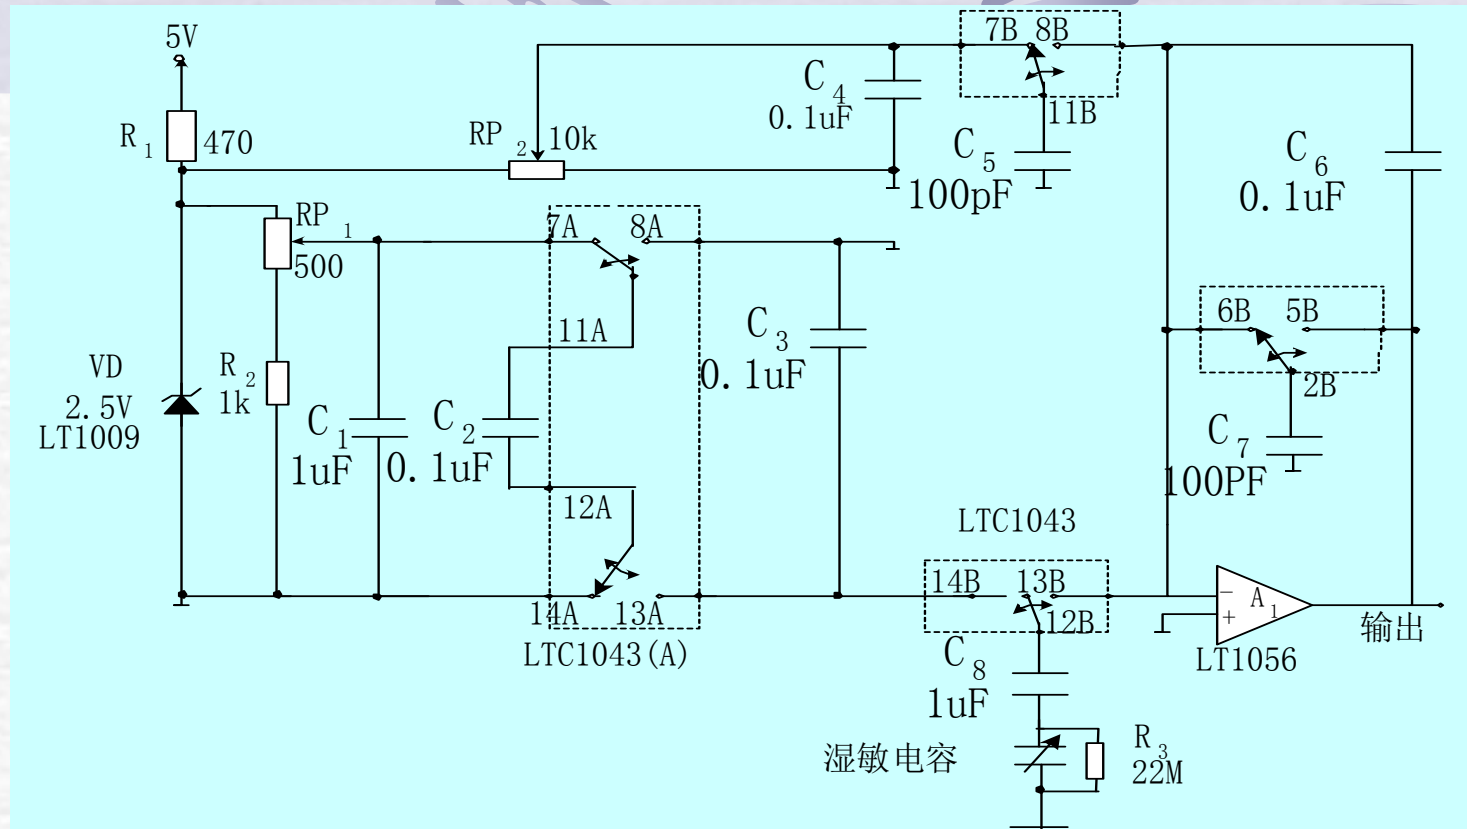 5V
R1 470
RP2 10k
C4
0.1uF
7B 8B
11B
C5
100pF
C6
0.1uF
RP1
500
7A 8A
11A
C3
0.1uF
6B 5B
2B
C7
100PF
VD
2.5V
LT1009
R2
1k
C1
1uF
C2
0.1uF
12A
14A 13A
LTC1043(A)
LTC1043
14B 13B
12B
C8
1uF
湿敏电容
R3
22M
−
+
A1
LT1056
输出